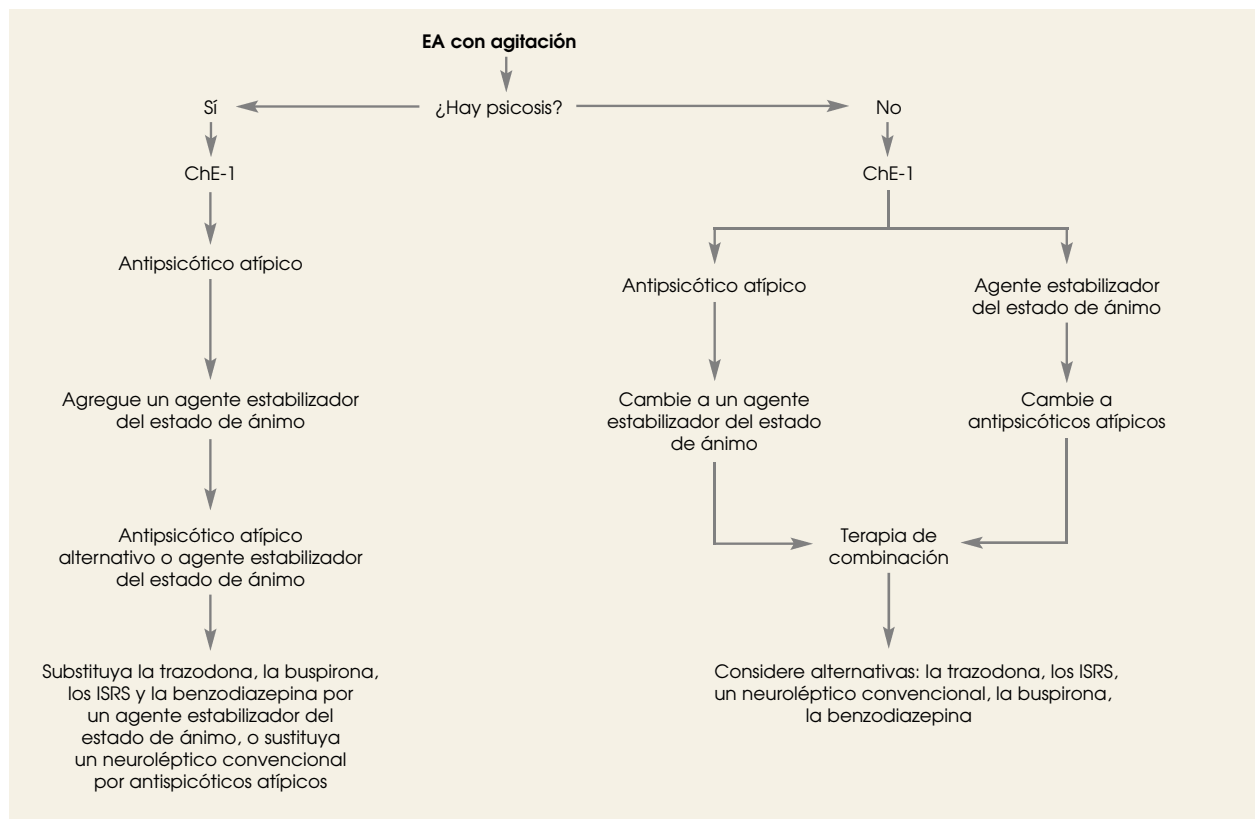 EA con agitación
¿Hay psicosis?
Sí
No
ChE-1
ChE-1
Antipsicótico atípico
Antipsicótico atípico
Agente estabilizador
del estado de ánimo
Agregue un agente estabilizador
del estado de ánimo
Cambie a un agente
estabilizador del estado
de ánimo
Cambie a
antipsicóticos atípicos
Antipsicótico atípico
alternativo o agente estabilizador
del estado de ánimo
Terapia de
combinación
Substituya la trazodona, la buspirona,
los ISRS y la benzodiazepina por
un agente estabilizador del
estado de ánimo, o sustituya
un neuroléptico convencional
por antispicóticos atípicos
Considere alternativas: la trazodona, los ISRS,
un neuroléptico convencional, la buspirona,
la benzodiazepina